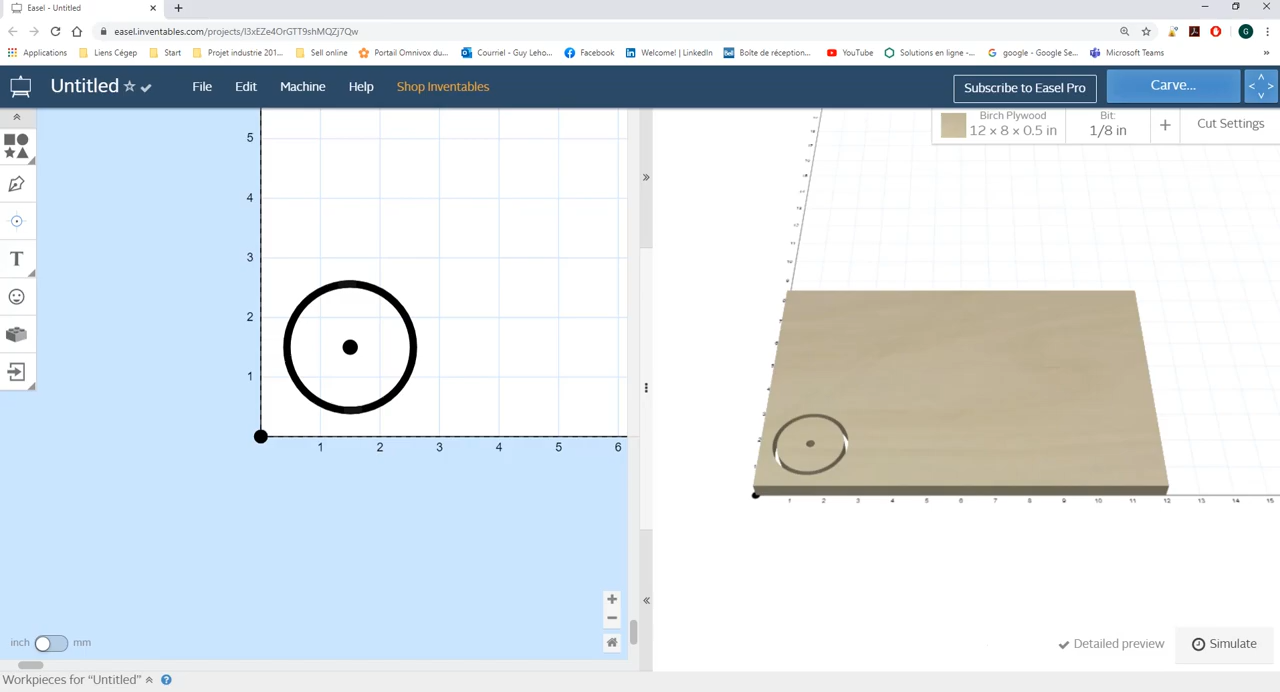 Easel - Untitled
easel.inventables.com/projects/I3xEZe4OrGTT9shMQZj7Qw
G
Applications Liens Cégep Start Projet industrie 201... Sell online Portail Omnivox du... Courriel - Guy Leho... Facebook Welcome! | LinkedIn Boîte de réception... YouTube Solutions en ligne -... google - Google Se... Microsoft Teams
Untitled File Edit Machine Help Shop Inventables Subscribe to Easel Pro Carve...
Birch Plywood
12 × 8 × 0.5 in
Bit:
1/8 in
+ Cut Settings
T
5
4
3
2
1
1 2 3 4 5 6
1 2 3 4 5 6 7 8 9 10 11 12 13 14 15
inch mm
Detailed preview Simulate
Workpieces for “Untitled” ?